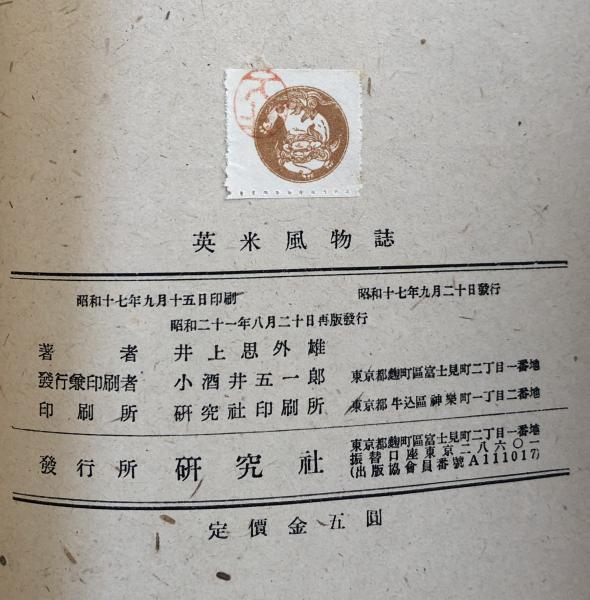 英米風物誌
昭和十七年九月十五日印刷 昭和十七年九月二十日發行
昭和二十一年八月二十日再版發行
著者 井上思外雄
發行兼印刷者 小酒井五一郎 東京都麴町區富士見町二丁目一番地
印刷所 硏究社印刷所 東京都牛込區神樂町一丁目二番地
發行所 硏究社 東京都麴町區富士見町二丁目一番地
振替口座東京二八六〇一
(出版協會員番號A111017)
定價金五圓